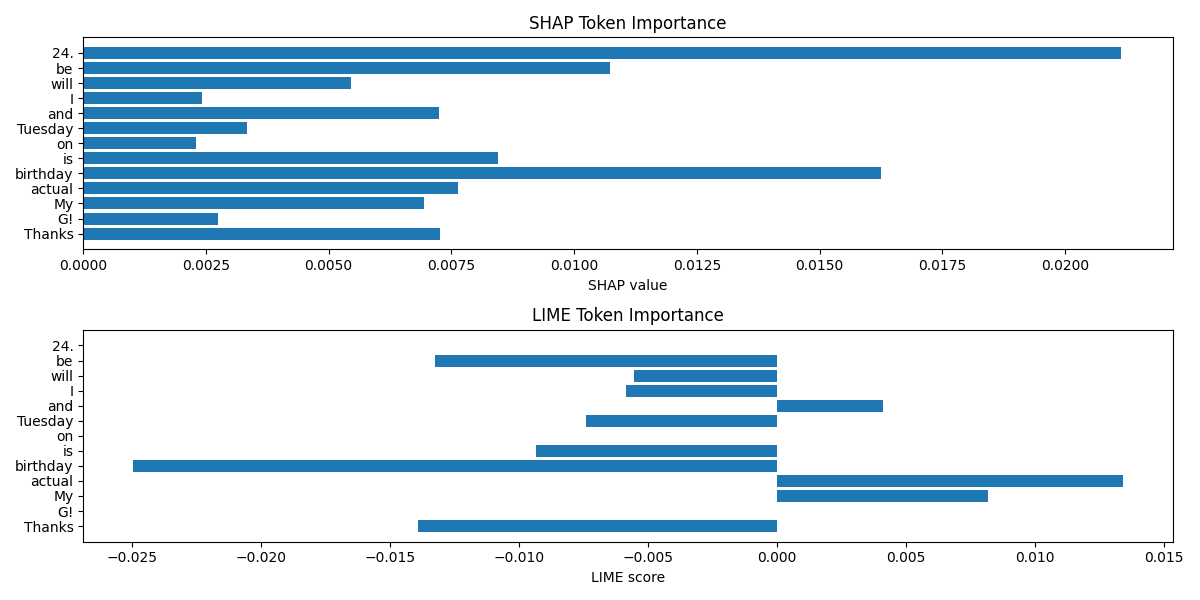 SHAP Token Importance
24.
be
will
I
and
Tuesday
on
is
birthday
actual
My
G!
Thanks
0.0000 0.0025 0.0050 0.0075 0.0100 0.0125 0.0150 0.0175 0.0200
SHAP value
LIME Token Importance
24.
be
will
I
and
Tuesday
on
is
birthday
actual
My
G!
Thanks
−0.025 −0.020 −0.015 −0.010 −0.005 0.000 0.005 0.010 0.015
LIME score